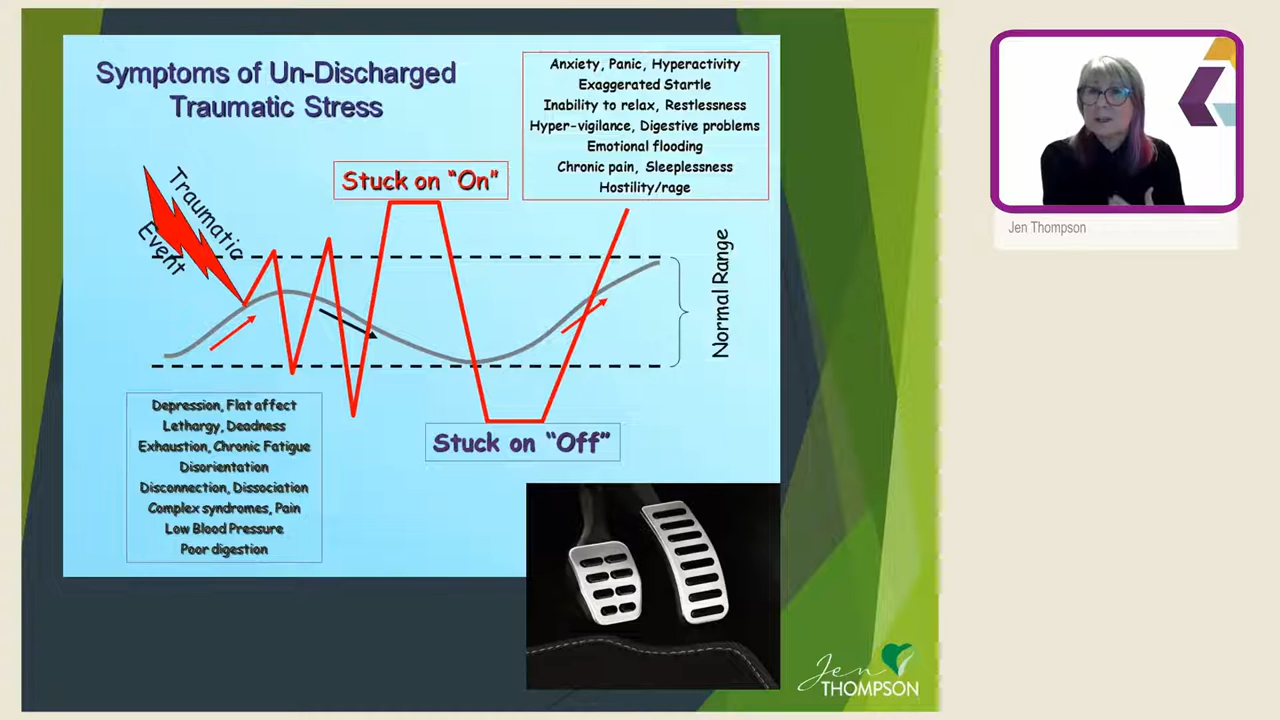 Symptoms of Un-Discharged
Traumatic Stress
Anxiety, Panic, Hyperactivity
Exaggerated Startle
Inability to relax, Restlessness
Hyper-vigilance, Digestive problems
Emotional flooding
Chronic pain, Sleeplessness
Hostility/rage
Stuck on “On”
Traumatic
Event
Normal Range
Depression, Flat affect
Lethargy, Deadness
Exhaustion, Chronic Fatigue
Disorientation
Disconnection, Dissociation
Complex syndromes, Pain
Low Blood Pressure
Poor digestion
Stuck on “Off”
Jen
THOMPSON
Jen Thompson